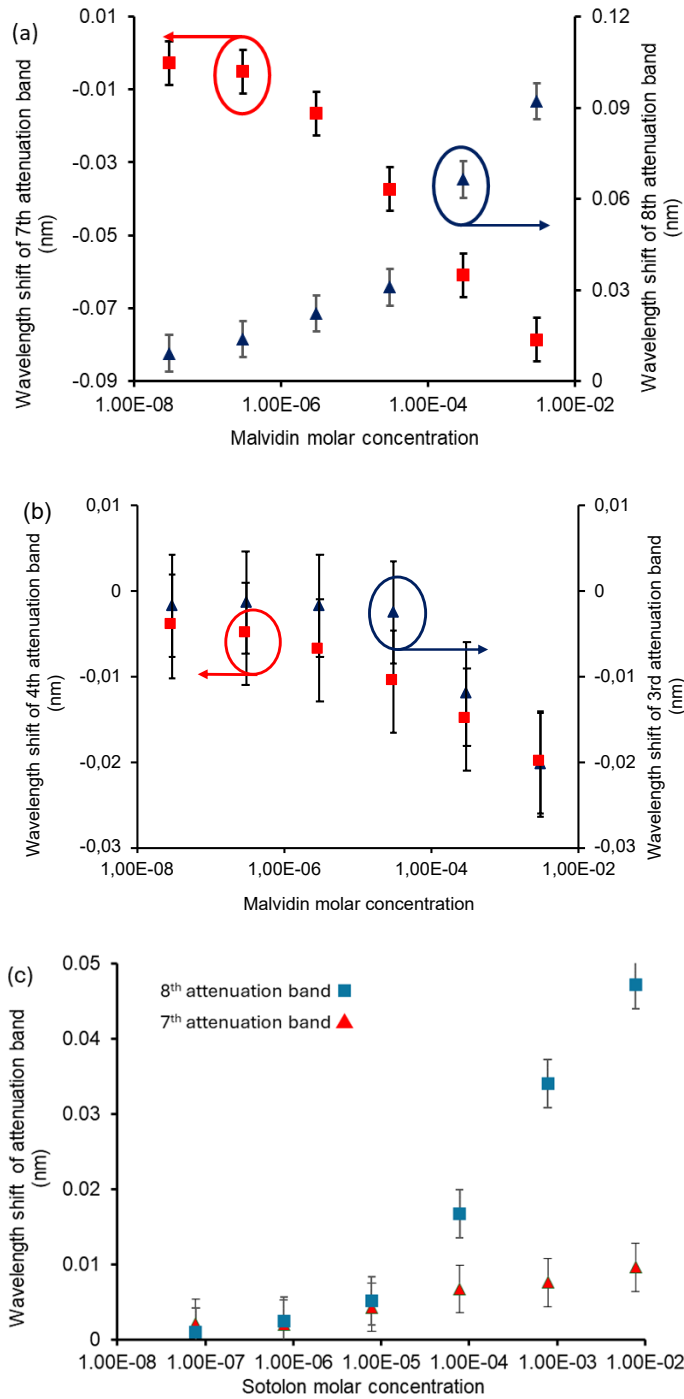 (a)
0.01
-0.01
-0.03
-0.05
-0.07
-0.09
Wavelength shift of 7th attenuation band
(nm)
0.12
0.09
0.06
0.03
0
Wavelength shift of 8th attenuation band
(nm)
1.00E-08
1.00E-06
1.00E-04
1.00E-02
Malvidin molar concentration
(b)
0,01
0
-0,01
-0,02
-0,03
Wavelength shift of 4th attenuation band
(nm)
0,01
0
-0,01
-0,02
-0,03
Wavelength shift of 3rd attenuation band
(nm)
1,00E-08
1,00E-06
1,00E-04
1,00E-02
Malvidin molar concentration
(c)
0.05
0.04
0.03
0.02
0.01
0
Wavelength shift of attenuation band
(nm)
8th attenuation band
7th attenuation band
1.00E-08
1.00E-07
1.00E-06
1.00E-05
1.00E-04
1.00E-03
1.00E-02
Sotolon molar concentration